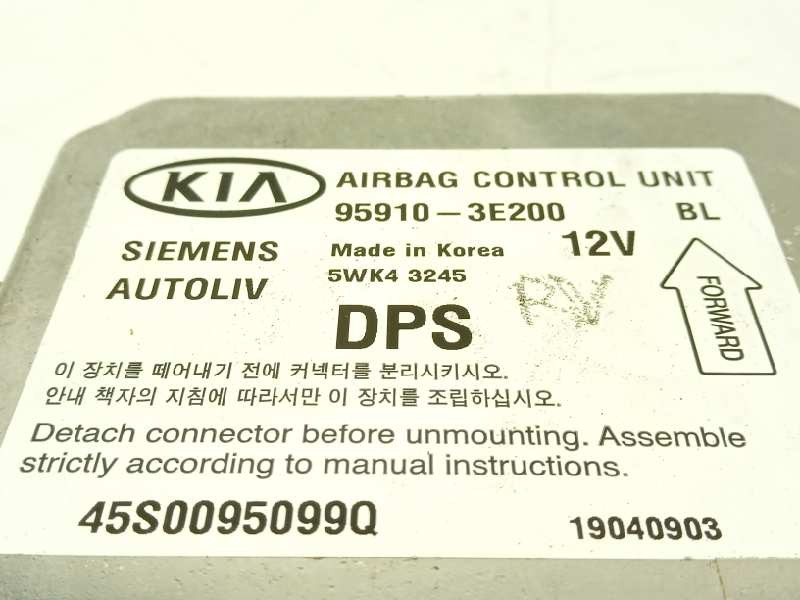 KIA AIRBAG CONTROL UNIT
95910-3E200 BL
SIEMENS Made in Korea 12V
AUTOLIV 5WK4 3245
RW
DPS
FORWARD
이 장치를 떼어내기 전에 커넥터를 분리시키시오.
안내 책자의 지침에 따라서만 이 장치를 조립하십시오.
Detach connector before unmounting. Assemble
strictly according to manual instructions.
45S0095099Q 19040903